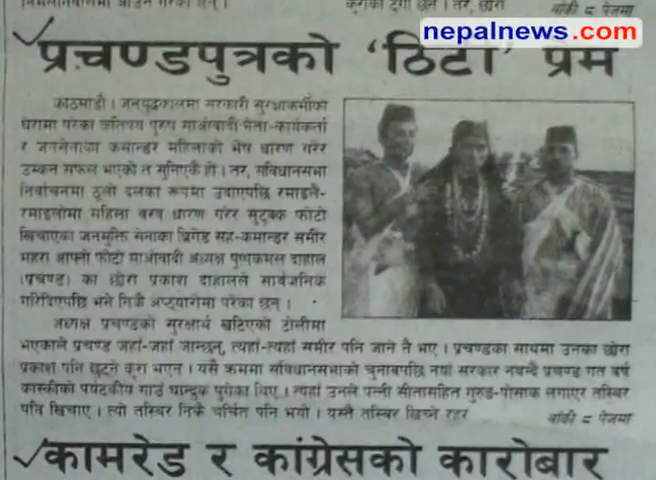 बाँकी ८ पेजमा
nepalnews.com
प्रचण्डपुत्रको ‘ठिटी’ प्रेम
काठमाडौं । जनयुद्धकालमा सरकारी सुरक्षाकर्मीको
घेरामा परेका कतिपय पुरुष माओवादी नेता-कार्यकर्ता
र जनसेनाका कमान्डर महिलाको भेष धारण गरेर
उम्कन सफल भएको त सुनिएकै हो । तर, संविधानसभा
निर्वाचनमा ठूलो दलका रूपमा उदाएपछि रमाइलै-
रमाइलोमा महिला वस्त्र धारण गरेर सुटुक्क फोटो
खिचाएका जनमुक्ति सेनाका ब्रिगेड सह-कमान्डर समीर
महरा आफ्नो फोटो माओवादी अध्यक्ष पुष्पकमल दाहाल
(प्रचण्ड) का छोरा प्रकाश दाहालले सार्वजनिक
गरिदिएपछि भने निकै अप्ठ्यारोमा परेका छन् ।
अध्यक्ष प्रचण्डको सुरक्षार्थ खटिएको टोलीमा
भएकाले प्रचण्ड जहाँ-जहाँ जान्छन्, त्यहाँ-त्यहाँ समीर पनि जाने नै भए । प्रचण्डका साथमा उनका छोरा
प्रकाश पनि छुट्ने कुरा भएन । यसै क्रममा संविधानसभाको चुनावपछि नयाँ सरकार नबन्दै प्रचण्ड गत वर्ष
कास्कीको पर्यटकीय गाउँ घान्द्रुक पुगेका थिए । त्यहाँ उनले पत्नी सीतासहित गुरुङ-पोसाक लगाएर तस्बिर
पनि खिचाए । त्यो तस्बिर निकै चर्चित पनि भयो । यस्तै तस्बिर खिच्ने रहर
बाँकी ८ पेजमा
कामरेड र कांग्रेसको कारोबार